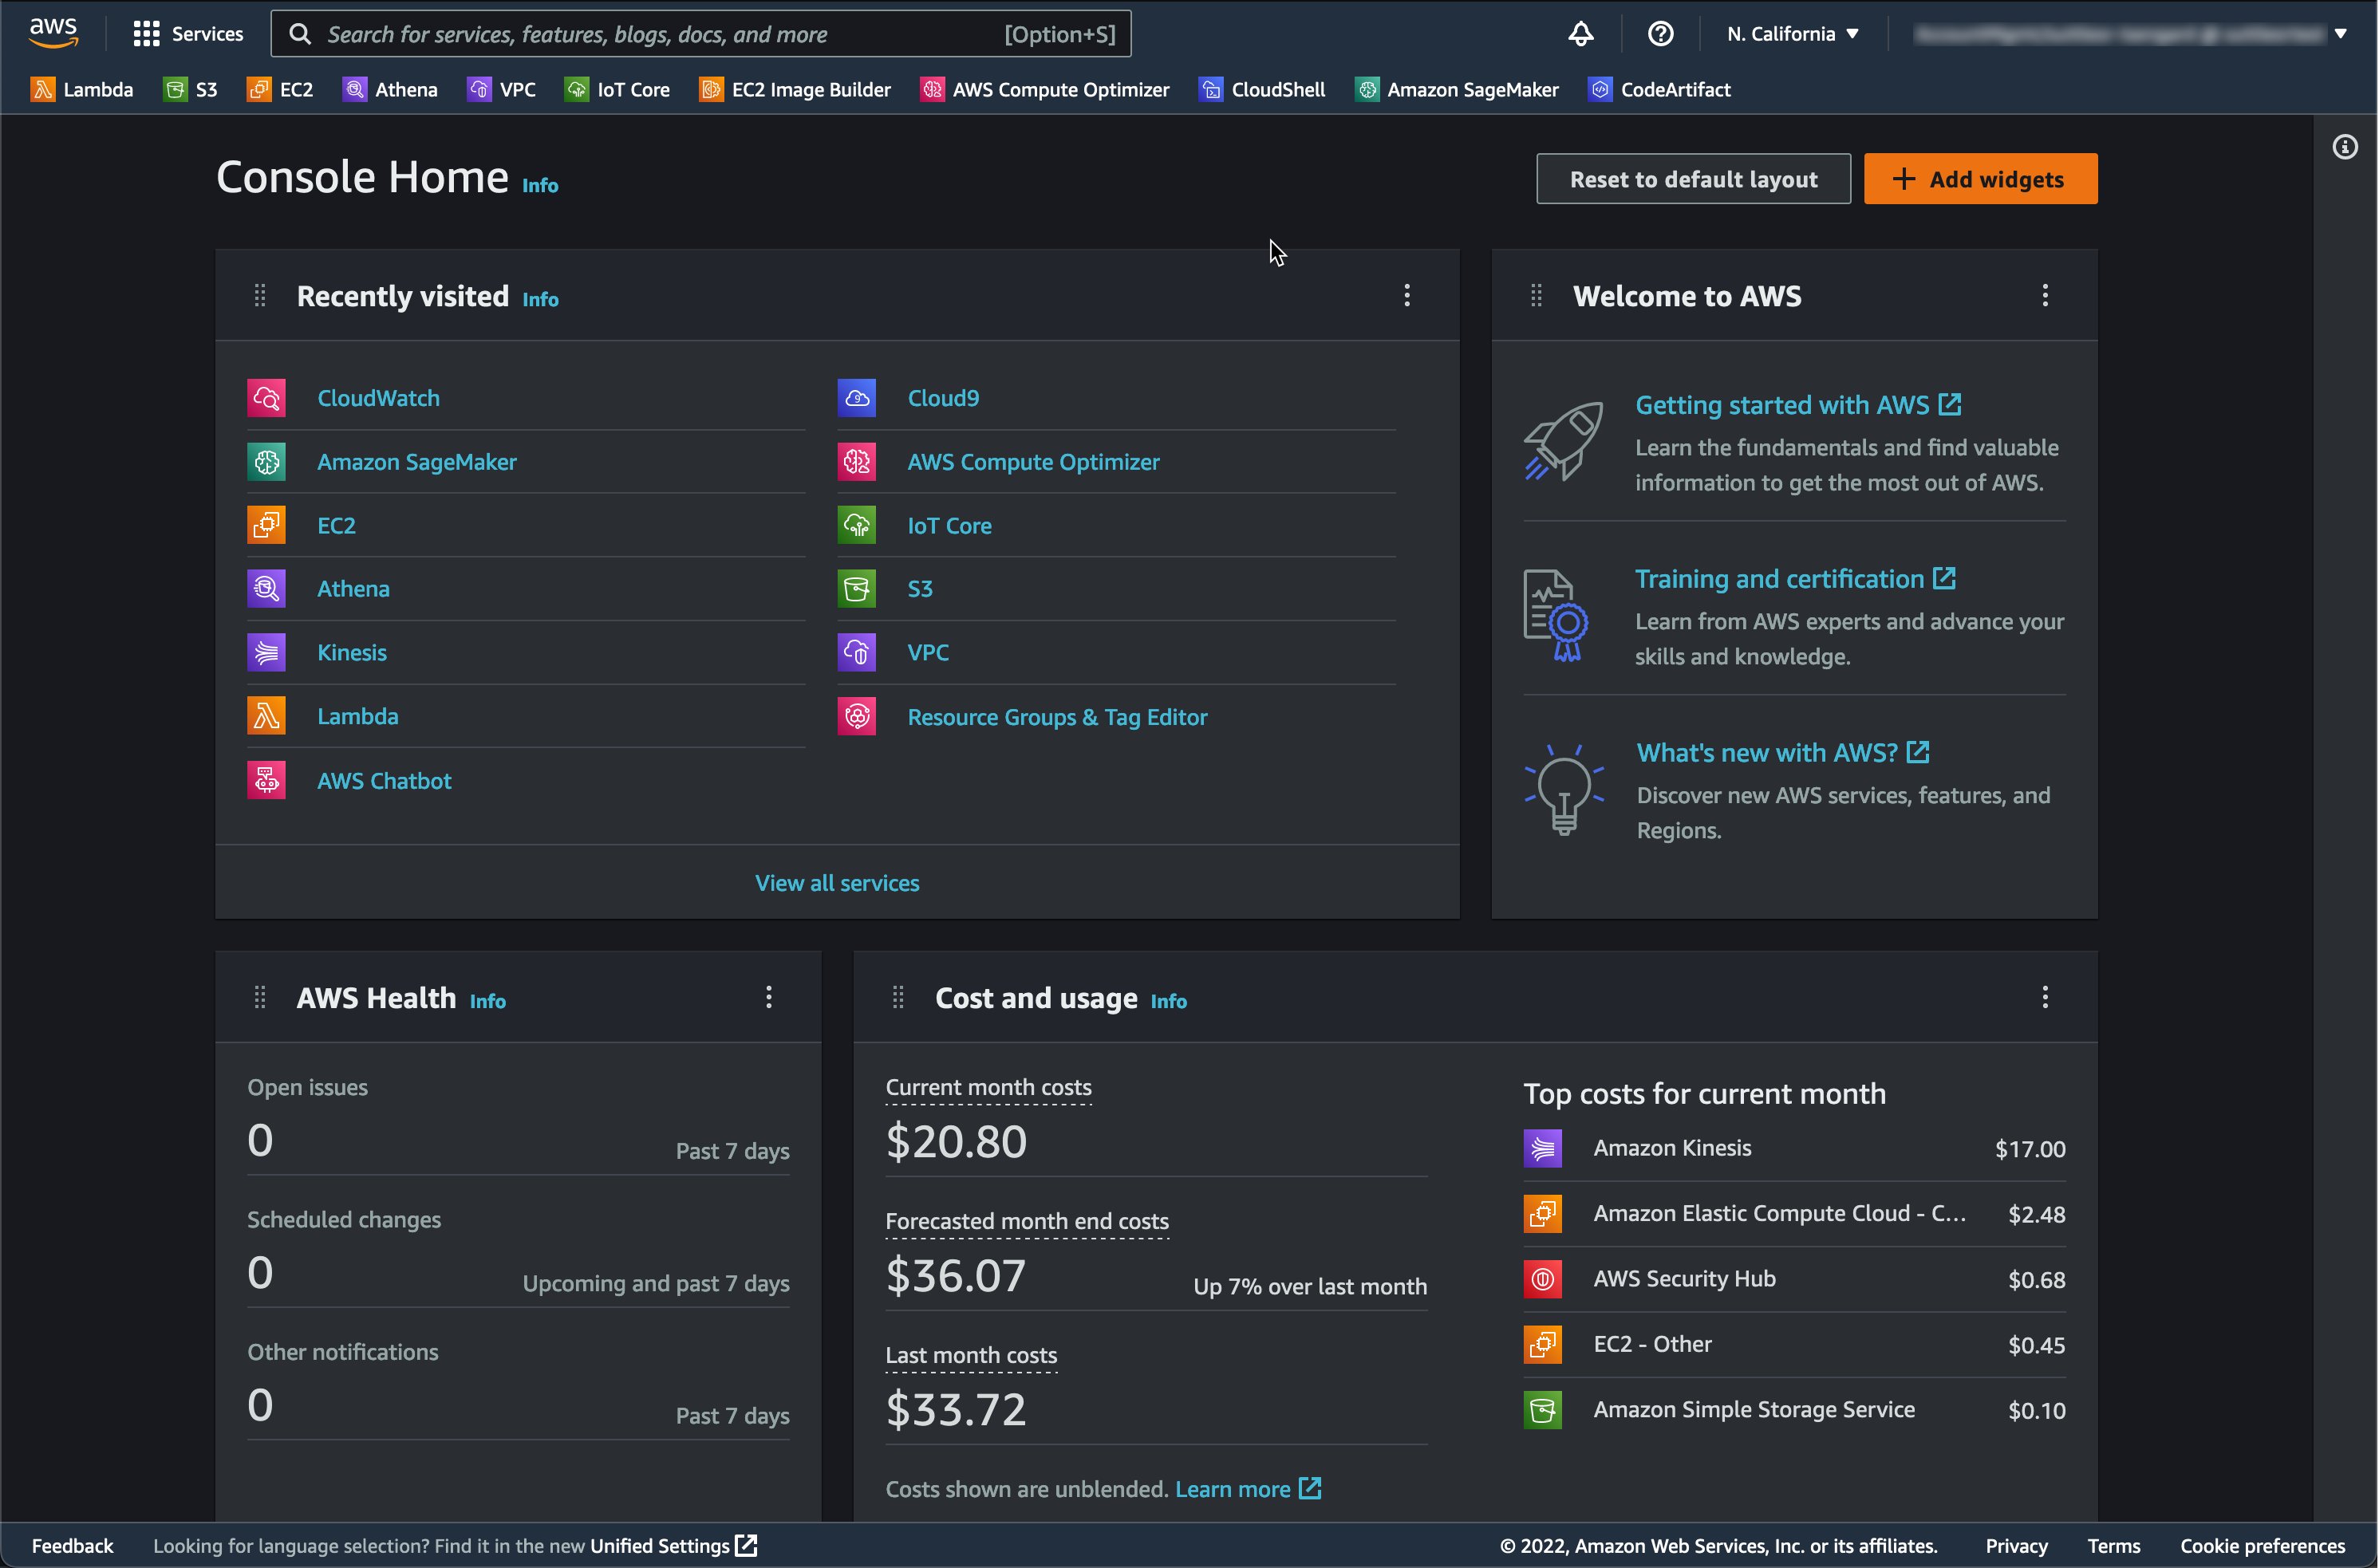 aws
Services
Search for services, features, blogs, docs, and more [Option+S]
N. California
Lambda S3 EC2 Athena VPC IoT Core EC2 Image Builder AWS Compute Optimizer CloudShell Amazon SageMaker CodeArtifact
Console Home Info
Reset to default layout
Add widgets
Recently visited Info
CloudWatch
Amazon SageMaker
EC2
Athena
Kinesis
Lambda
AWS Chatbot
Cloud9
AWS Compute Optimizer
IoT Core
S3
VPC
Resource Groups & Tag Editor
View all services
Welcome to AWS
Getting started with AWS
Learn the fundamentals and find valuable
information to get the most out of AWS.
Training and certification
Learn from AWS experts and advance your
skills and knowledge.
What's new with AWS?
Discover new AWS services, features, and
Regions.
AWS Health Info
Open issues
0 Past 7 days
Scheduled changes
0 Upcoming and past 7 days
Other notifications
0 Past 7 days
Cost and usage Info
Current month costs
$20.80
Forecasted month end costs
$36.07 Up 7% over last month
Last month costs
$33.72
Costs shown are unblended. Learn more
Top costs for current month
Amazon Kinesis $17.00
Amazon Elastic Compute Cloud - C... $2.48
AWS Security Hub $0.68
EC2 - Other $0.45
Amazon Simple Storage Service $0.10
Feedback Looking for language selection? Find it in the new Unified Settings © 2022, Amazon Web Services, Inc. or its affiliates. Privacy Terms Cookie preferences